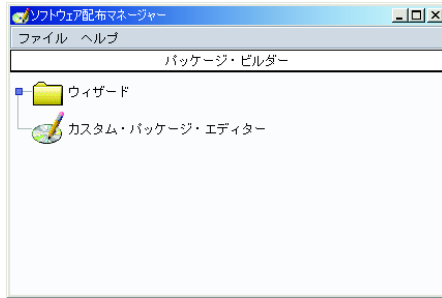 ソフトウェア配布マネージャー
ファイル ヘルプ
パッケージ・ビルダー
ウィザード
カスタム・パッケージ・エディター